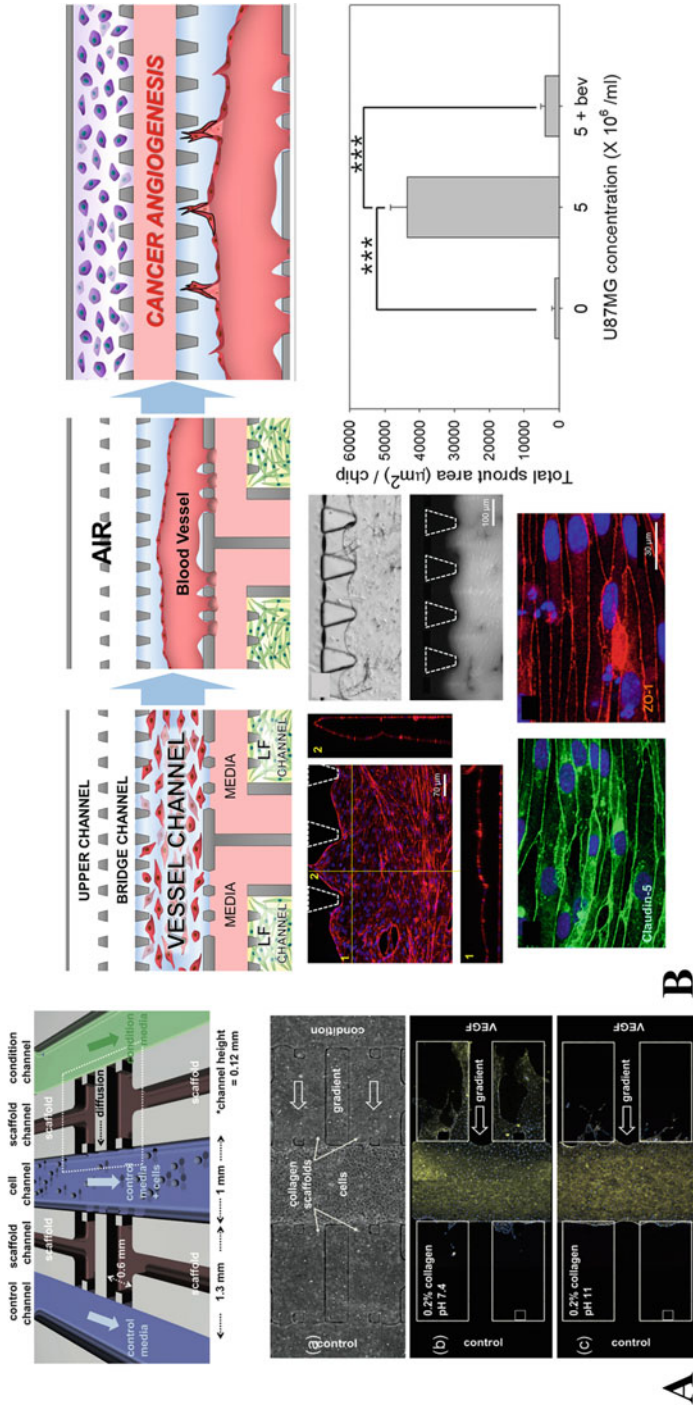 A
control channel
scaffold channel
cell channel
scaffold channel
condition channel
scaffold
scaffold
diffusion
0.6 mm
control media
control media + cells
condition media
scaffold
scaffold
1.3 mm
1 mm
*channel height = 0.12 mm
(a)
control
collagen scaffolds
cells
gradient
condition
(b)
0.2% collagen
pH 7.4
control
gradient
VEGF
(c)
0.2% collagen
pH 11
control
gradient
VEGF
B
UPPER CHANNEL
BRIDGE CHANNEL
VESSEL CHANNEL
MEDIA
MEDIA
LF CHANNEL
LF CHANNEL
AIR
Blood Vessel
CANCER ANGIOGENESIS
1
2
70 µm
2
1
100 µm
Claudin-5
ZO-1
30 µm
Total sprout area (µm²) / chip
60000
50000
40000
30000
20000
10000
0
***
***
0
5
5 + bev
U87MG concentration (X 10⁶ /ml)